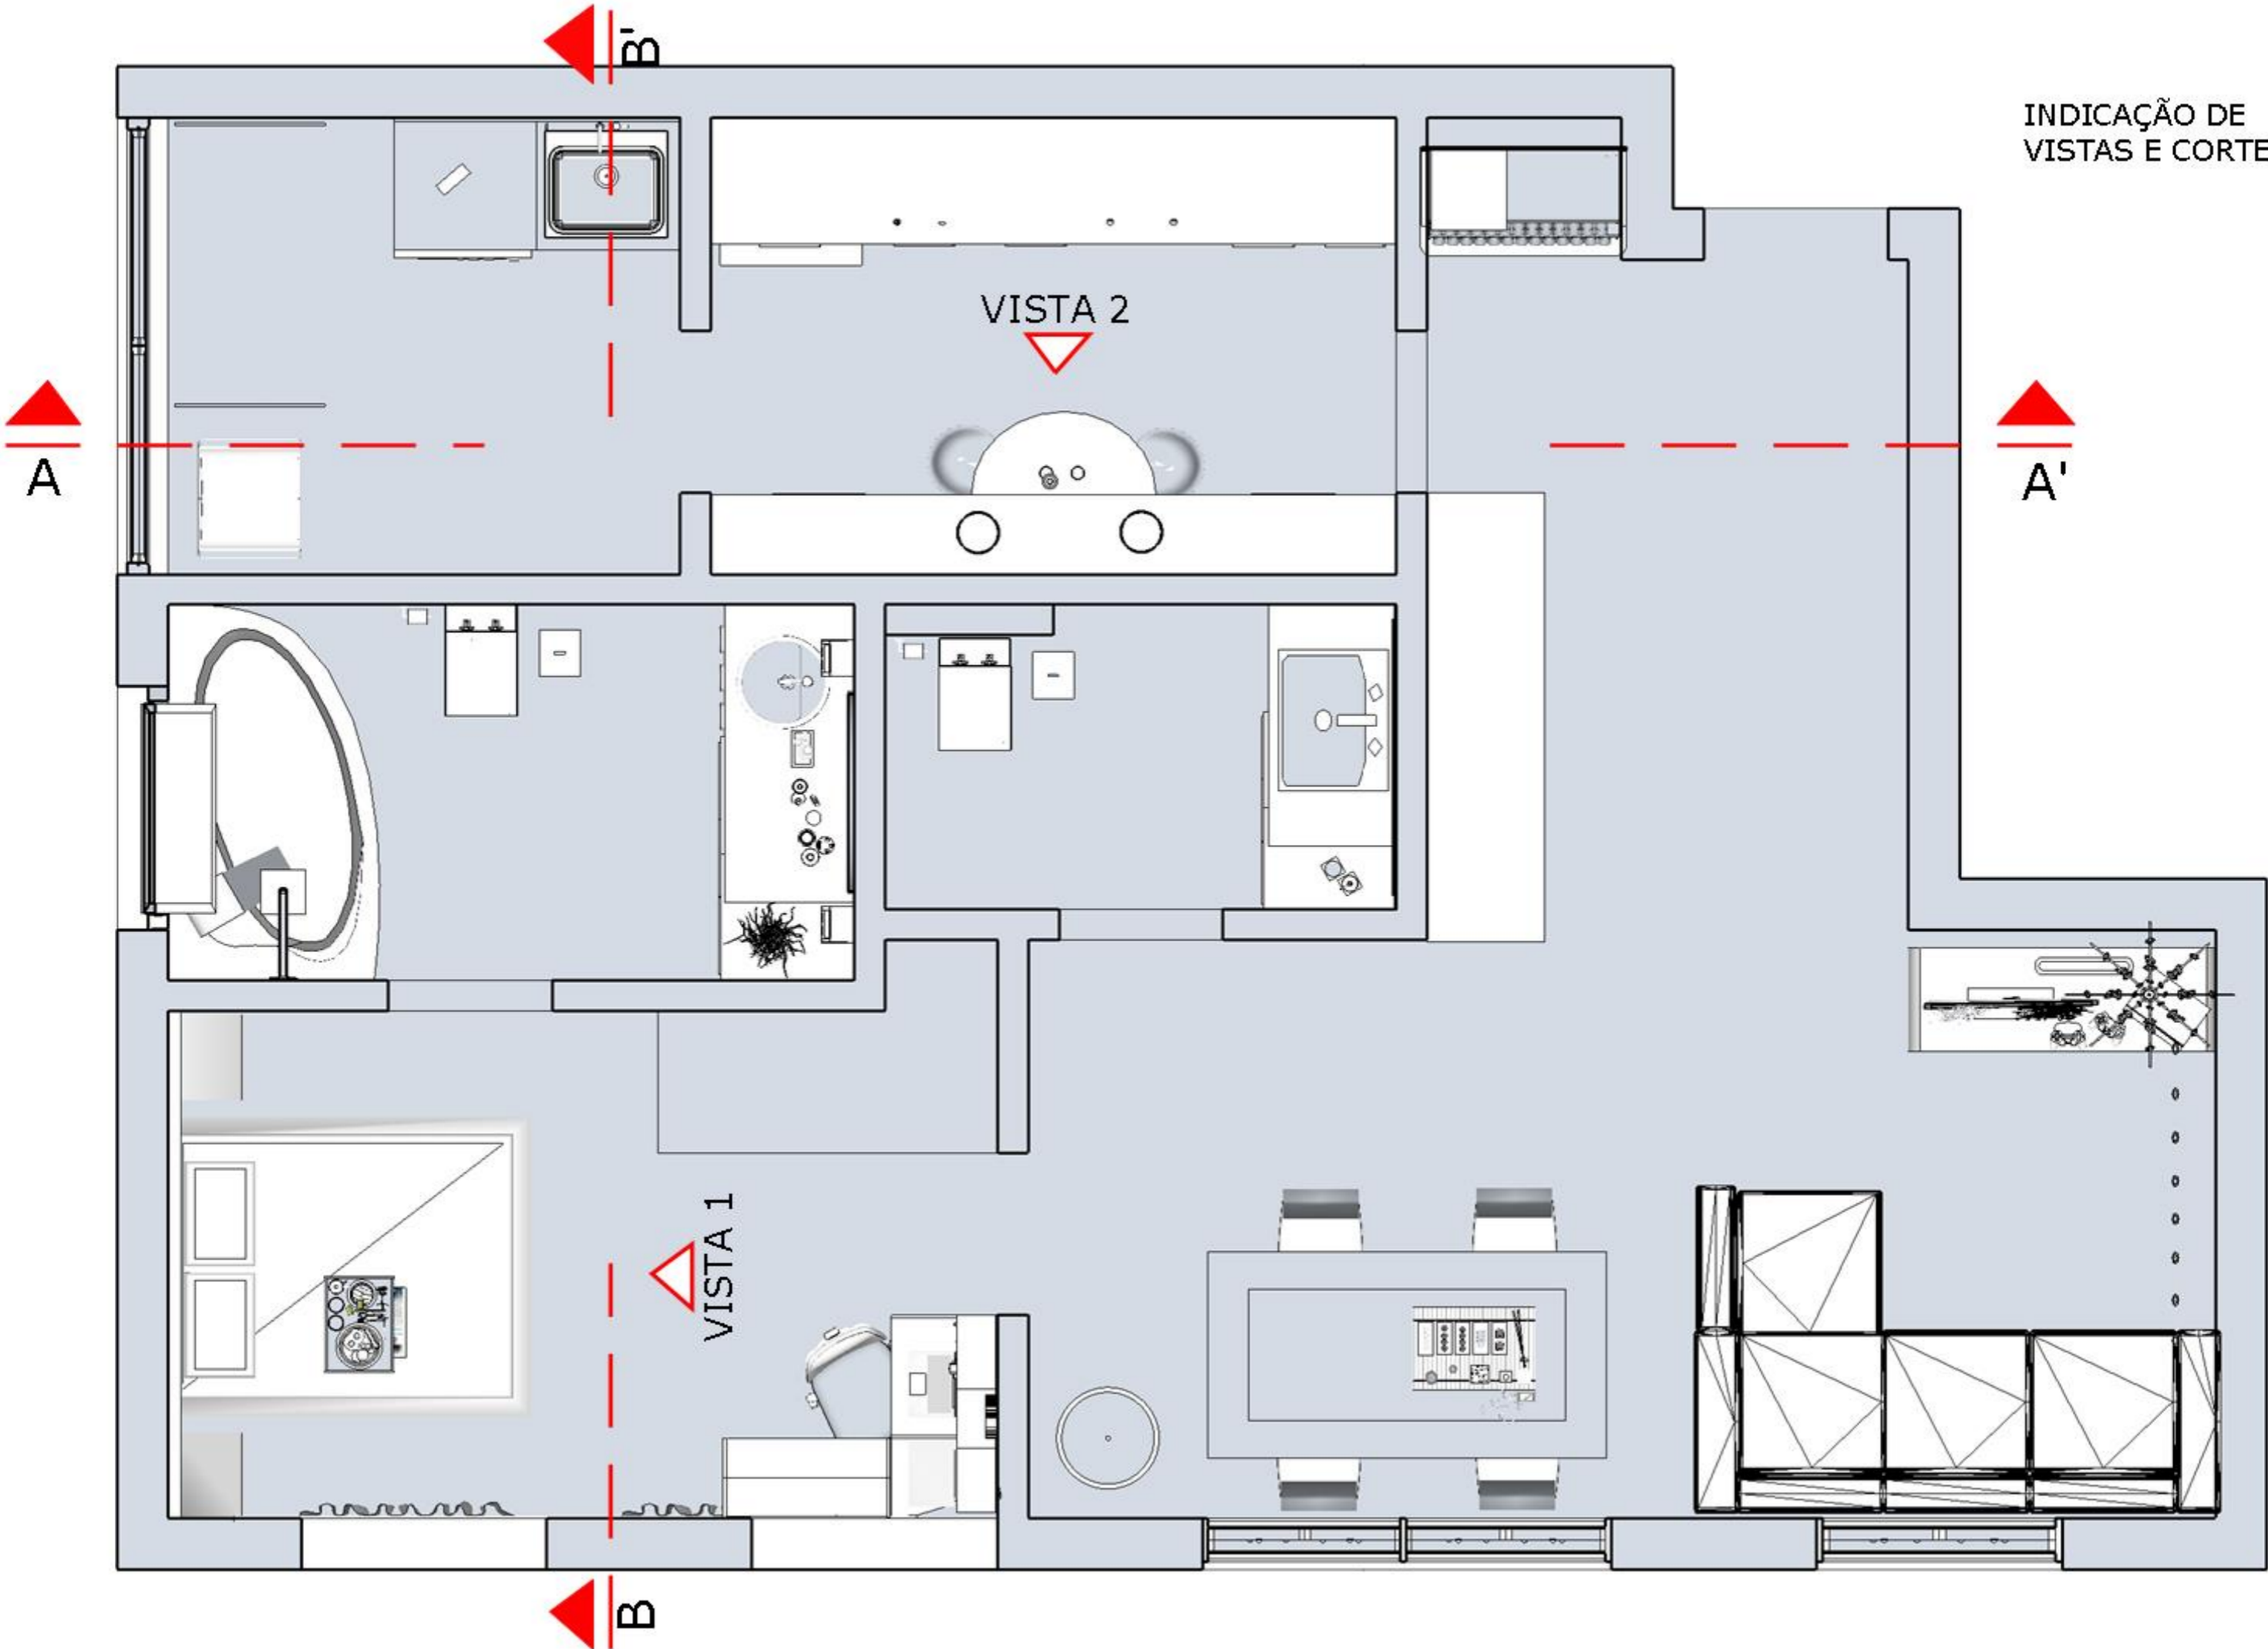 B'
INDICAÇÃO DE
VISTAS E CORTE
VISTA 2
A
A'
VISTA 1
B